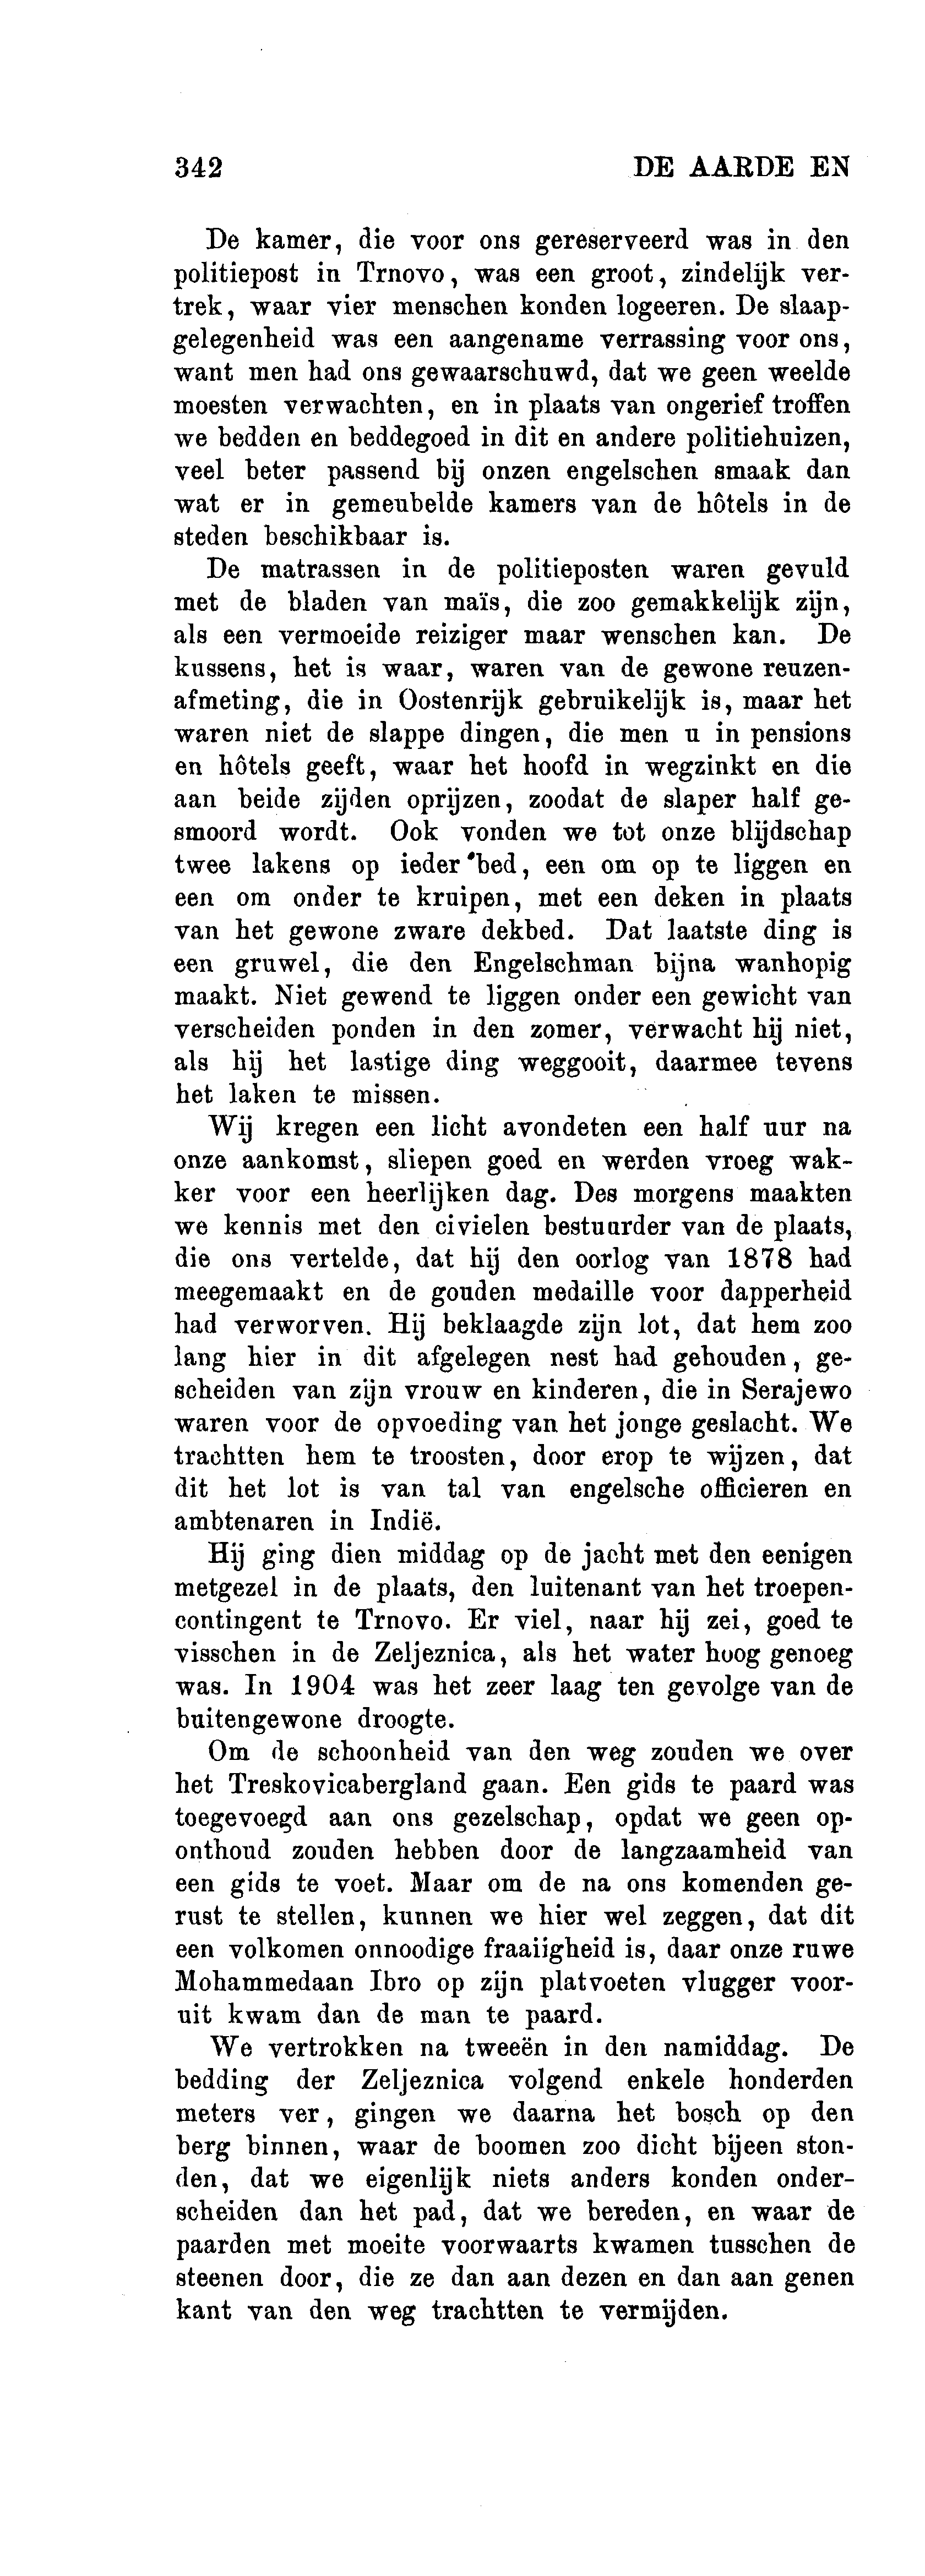 342 DE AARDE EN
De kamer, die voor ons gereserveerd was in den
politiepost in Trnovo, was een groot, zindelijk ver-
trek, waar vier menschen konden logeeren. De slaap-
gelegenheid was een aangename verrassing voor ons,
want men had ons gewaarschuwd, dat we geen weelde
moesten verwachten, en in plaats van ongerief troffen
we bedden en beddegoed in dit en andere politiehuizen,
veel beter passend bij onzen engelschen smaak dan
wat er in gemeubelde kamers van de hôtels in de
steden beschikbaar is.
De matrassen in de politieposten waren gevuld
met de bladen van maïs, die zoo gemakkelijk zijn,
als een vermoeide reiziger maar wenschen kan. De
kussens, het is waar, waren van de gewone reuzen-
afmeting, die in Oostenrijk gebruikelijk is, maar het
waren niet de slappe dingen, die men u in pensions
en hôtels geeft, waar het hoofd in wegzinkt en die
aan beide zijden oprijzen, zoodat de slaper half ge-
smoord wordt. Ook vonden we tot onze blijdschap
twee lakens op ieder bed, een om op te liggen en
een om onder te kruipen, met een deken in plaats
van het gewone zware dekbed. Dat laatste ding is
een gruwel, die den Engelschman bijna wanhopig
maakt. Niet gewend te liggen onder een gewicht van
verscheiden ponden in den zomer, verwacht hij niet,
als hij het lastige ding weggooit, daarmee tevens
het laken te missen.
Wij kregen een licht avondeten een half uur na
onze aankomst, sliepen goed en werden vroeg wak-
ker voor een heerlijken dag. Des morgens maakten
we kennis met den civielen bestuurder van de plaats,
die ons vertelde, dat hij den oorlog van 1878 had
meegemaakt en de gouden medaille voor dapperheid
had verworven. Hij beklaagde zijn lot, dat hem zoo
lang hier in dit afgelegen nest had gehouden, ge-
scheiden van zijn vrouw en kinderen, die in Serajewo
waren voor de opvoeding van het jonge geslacht. We
trachtten hem te troosten, door erop te wijzen, dat
dit het lot is van tal van engelsche officieren en
ambtenaren in Indië.
Hij ging dien middag op de jacht met den eenigen
metgezel in de plaats, den luitenant van het troepen-
contingent te Trnovo. Er viel, naar hij zei, goed te
visschen in de Zeljeznica, als het water hoog genoeg
was. In 1904 was het zeer laag ten gevolge van de
buitengewone droogte.
Om de schoonheid van den weg zouden we over
het Treskovicabergland gaan. Een gids te paard was
toegevoegd aan ons gezelschap, opdat we geen op-
onthoud zouden hebben door de langzaamheid van
een gids te voet. Maar om de na ons komenden ge-
rust te stellen, kunnen we hier wel zeggen, dat dit
een volkomen onnoodige fraaiigheid is, daar onze ruwe
Mohammedaan Ibro op zijn platvoeten vlugger voor-
uit kwam dan de man te paard.
We vertrokken na tweeën in den namiddag. De
bedding der Zeljeznica volgend enkele honderden
meters ver, gingen we daarna het bosch op den
berg binnen, waar de boomen zoo dicht bijeen ston-
den, dat we eigenlijk niets anders konden onder-
scheiden dan het pad, dat we bereden, en waar de
paarden met moeite voorwaarts kwamen tusschen de
steenen door, die ze dan aan dezen en dan aan genen
kant van den weg trachtten te vermijden.